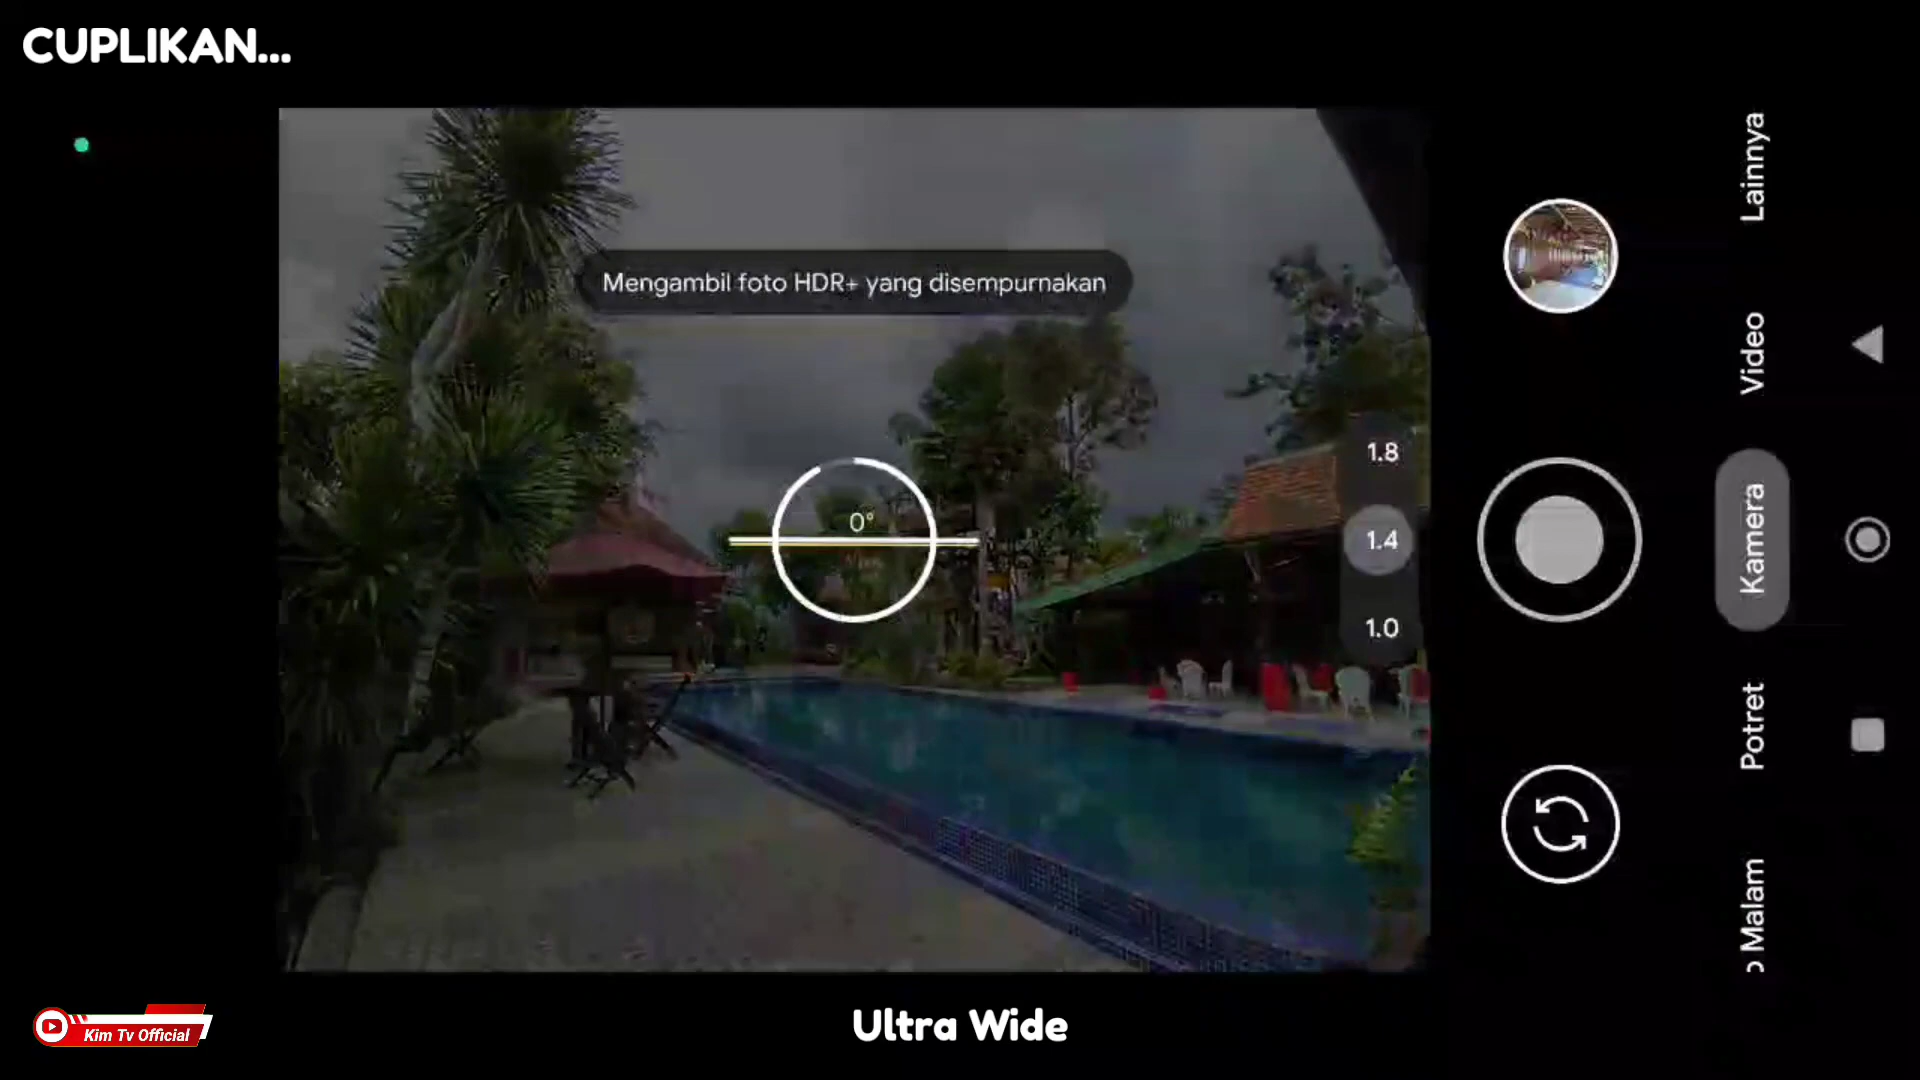 CUPLIKAN...
Mengambil foto HDR+ yang disempurnakan
0°
1.8
1.4
1.0
Lainnya
Video
Kamera
Potret
Malam
Kim Tv Official
Ultra Wide